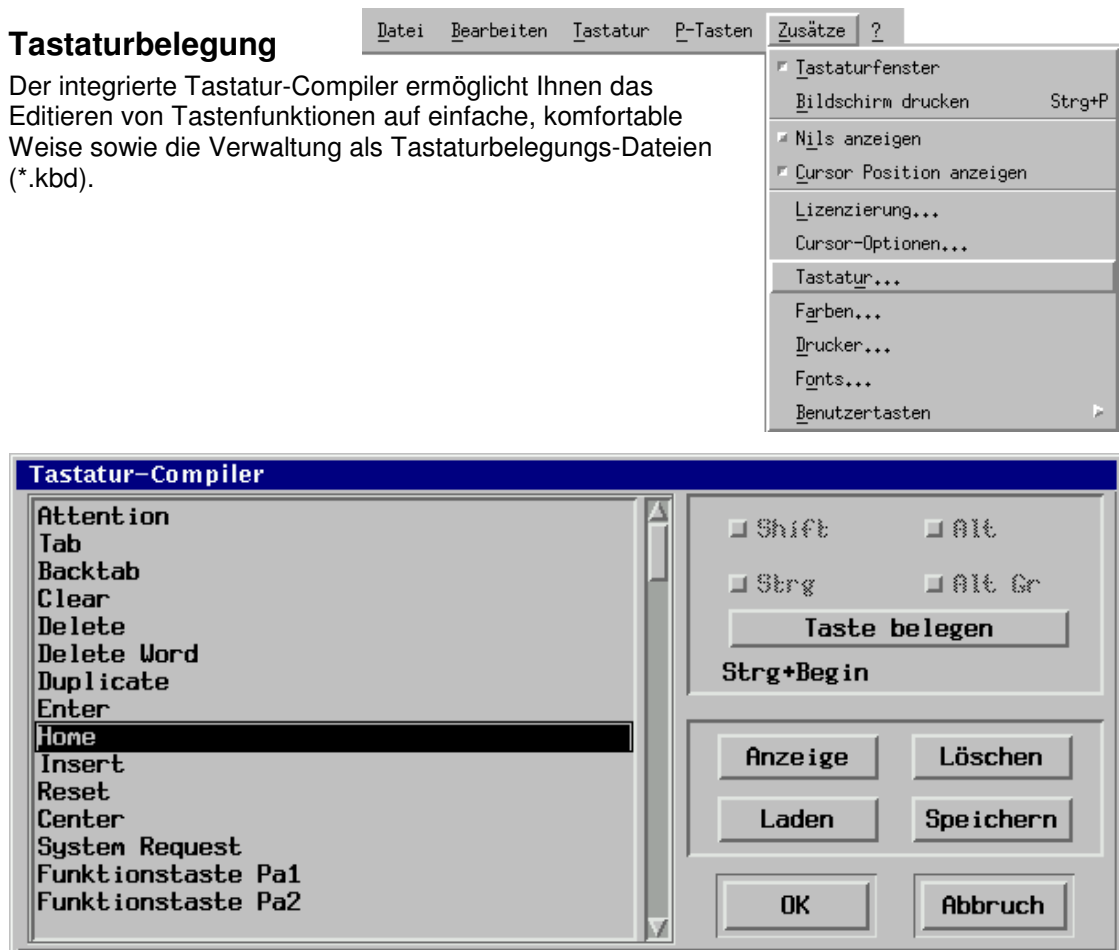 Tastaturbelegung
Der integrierte Tastatur-Compiler ermöglicht Ihnen das
Editieren von Tastenfunktionen auf einfache, komfortable
Weise sowie die Verwaltung als Tastaturbelegungs-Dateien
(*.kbd).
Datei Bearbeiten Tastatur P-Tasten Zusätze ?
Tastaturfenster
Bildschirm drucken Strg+P
Nils anzeigen
Cursor Position anzeigen
Lizenzierung...
Cursor-Optionen...
Tastatur...
Farben...
Drucker...
Fonts...
Benutzertasten
Tastatur-Compiler
Attention
Tab
Backtab
Clear
Delete
Delete Word
Duplicate
Enter
Home
Insert
Reset
Center
System Request
Funktionstaste Pa1
Funktionstaste Pa2
Shift Alt
Strg Alt Gr
Taste belegen
Strg+Begin
Anzeige Löschen
Laden Speichern
OK Abbruch